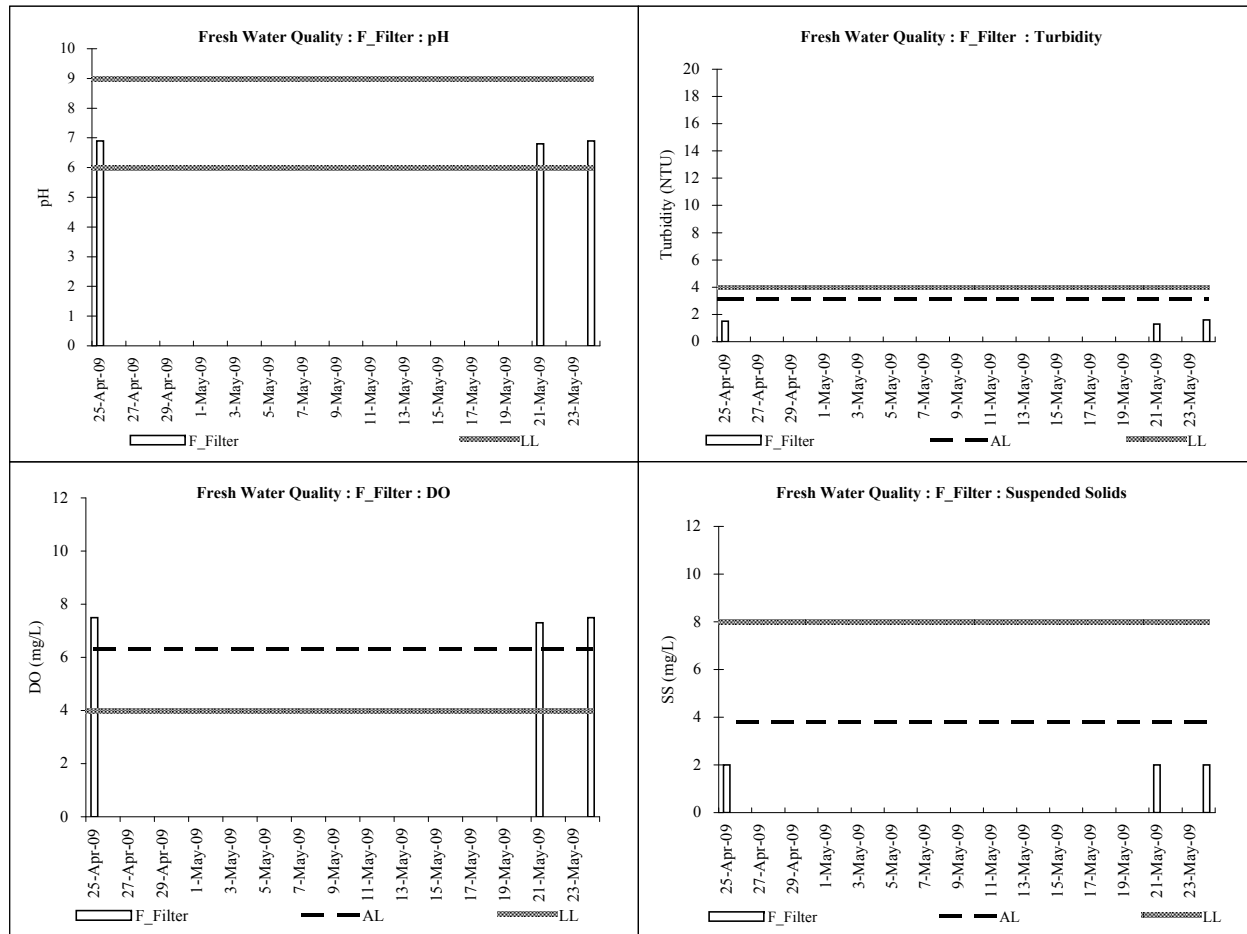 Fresh Water Quality : F_Filter : pH
10
9
8
7
6
5
4
3
2
1
0
pH
25-Apr-09
27-Apr-09
29-Apr-09
1-May-09
3-May-09
5-May-09
7-May-09
9-May-09
11-May-09
13-May-09
15-May-09
17-May-09
19-May-09
21-May-09
23-May-09
F_Filter LL
Fresh Water Quality : F_Filter : Turbidity
20
18
16
14
12
10
8
6
4
2
0
Turbidity (NTU)
25-Apr-09
27-Apr-09
29-Apr-09
1-May-09
3-May-09
5-May-09
7-May-09
9-May-09
11-May-09
13-May-09
15-May-09
17-May-09
19-May-09
21-May-09
23-May-09
F_Filter AL LL
Fresh Water Quality : F_Filter : DO
12
10
8
6
4
2
0
DO (mg/L)
25-Apr-09
27-Apr-09
29-Apr-09
1-May-09
3-May-09
5-May-09
7-May-09
9-May-09
11-May-09
13-May-09
15-May-09
17-May-09
19-May-09
21-May-09
23-May-09
F_Filter AL LL
Fresh Water Quality : F_Filter : Suspended Solids
12
10
8
6
4
2
0
SS (mg/L)
25-Apr-09
27-Apr-09
29-Apr-09
1-May-09
3-May-09
5-May-09
7-May-09
9-May-09
11-May-09
13-May-09
15-May-09
17-May-09
19-May-09
21-May-09
23-May-09
F_Filter AL LL